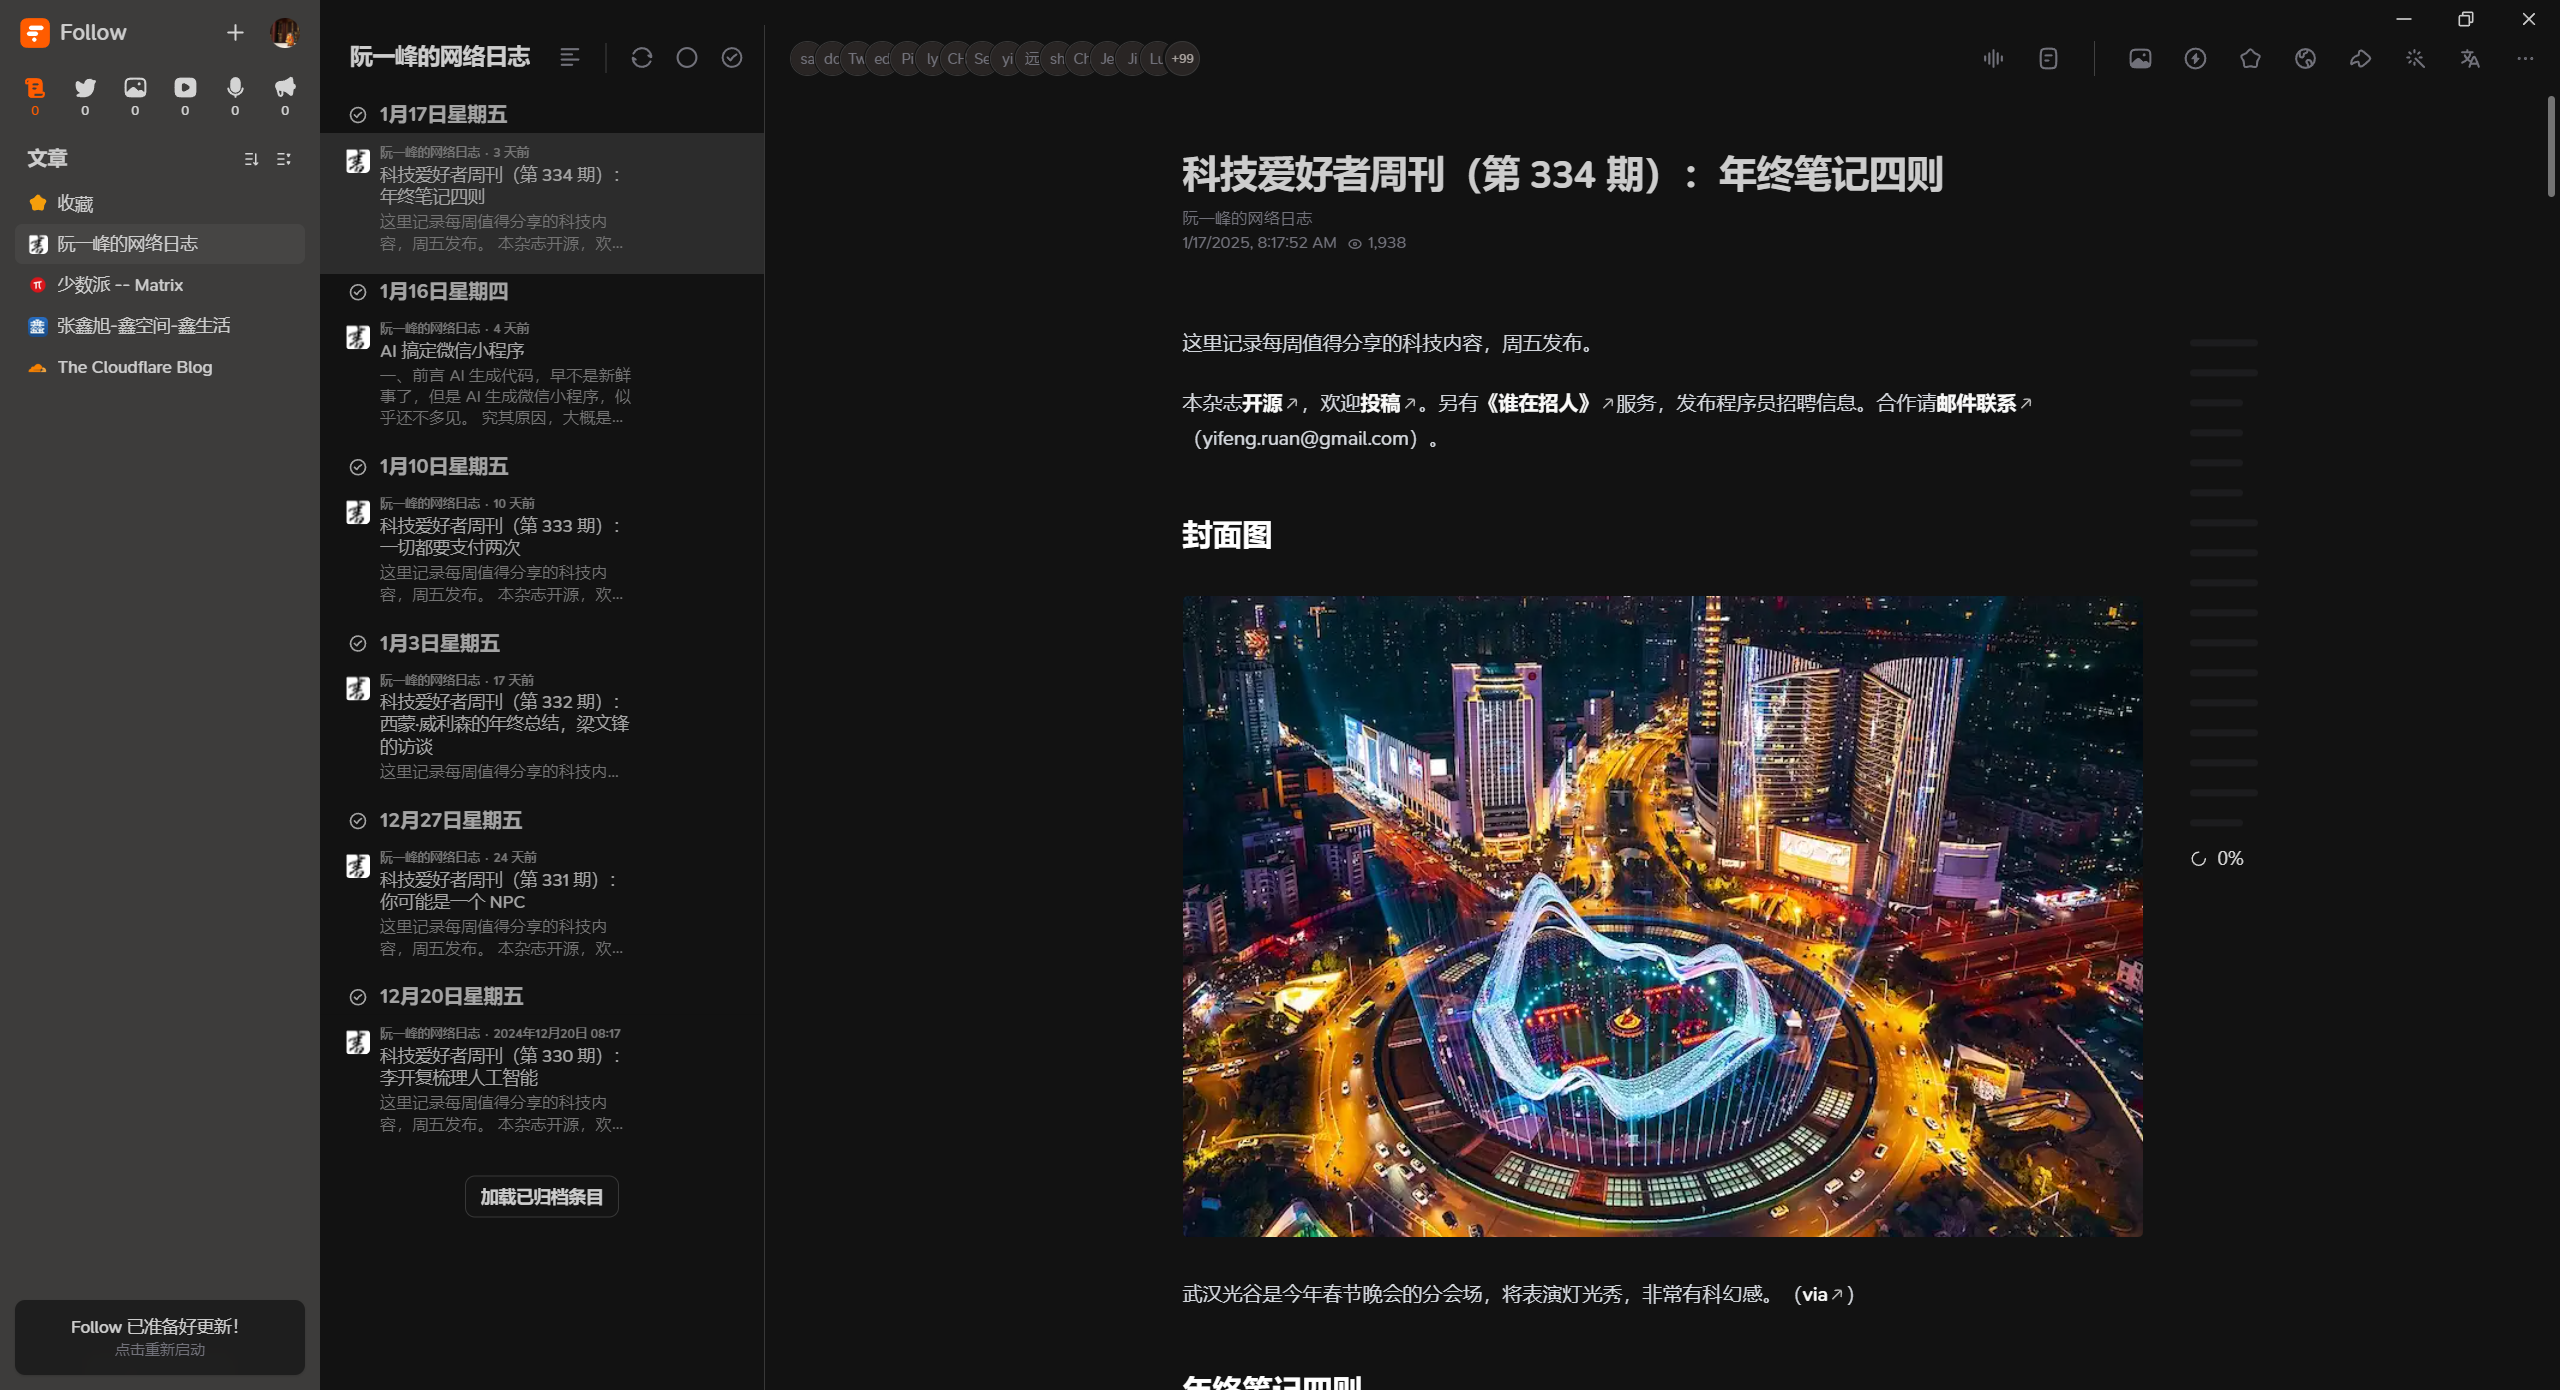 Follow
0
0
0
0
0
0
文章
收藏
阮一峰的网络日志
少数派 -- Matrix
张鑫旭-鑫空间-鑫生活
The Cloudflare Blog
Follow 已准备好更新！
点击重新启动
阮一峰的网络日志
1月17日星期五
阮一峰的网络日志 · 3 天前
科技爱好者周刊（第 334 期）：
年终笔记四则
这里记录每周值得分享的科技内
容，周五发布。 本杂志开源，欢...
1月16日星期四
阮一峰的网络日志 · 4 天前
AI 搞定微信小程序
一、前言 AI 生成代码，早不是新鲜
事了，但是 AI 生成微信小程序，似
乎还不多见。 究其原因，大概是...
1月10日星期五
阮一峰的网络日志 · 10 天前
科技爱好者周刊（第 333 期）：
一切都要支付两次
这里记录每周值得分享的科技内
容，周五发布。 本杂志开源，欢...
1月3日星期五
阮一峰的网络日志 · 17 天前
科技爱好者周刊（第 332 期）：
西蒙·威利森的年终总结，梁文锋
的访谈
这里记录每周值得分享的科技内...
12月27日星期五
阮一峰的网络日志 · 24 天前
科技爱好者周刊（第 331 期）：
你可能是一个 NPC
这里记录每周值得分享的科技内
容，周五发布。 本杂志开源，欢...
12月20日星期五
阮一峰的网络日志 · 2024年12月20日 08:17
科技爱好者周刊（第 330 期）：
李开复梳理人工智能
这里记录每周值得分享的科技内
容，周五发布。 本杂志开源，欢...
加载已归档条目
sa dc Tw ed Pi ly CH Se yi 远 sh Ch Je Ji Lu +99
科技爱好者周刊（第 334 期）：年终笔记四则
阮一峰的网络日志
1/17/2025, 8:17:52 AM 1,938
这里记录每周值得分享的科技内容，周五发布。
本杂志开源，欢迎投稿。另有《谁在招人》服务，发布程序员招聘信息。合作请邮件联系
（yifeng.ruan@gmail.com）。
封面图
0%
武汉光谷是今年春节晚会的分会场，将表演灯光秀，非常有科幻感。（via）
年终笔记四则